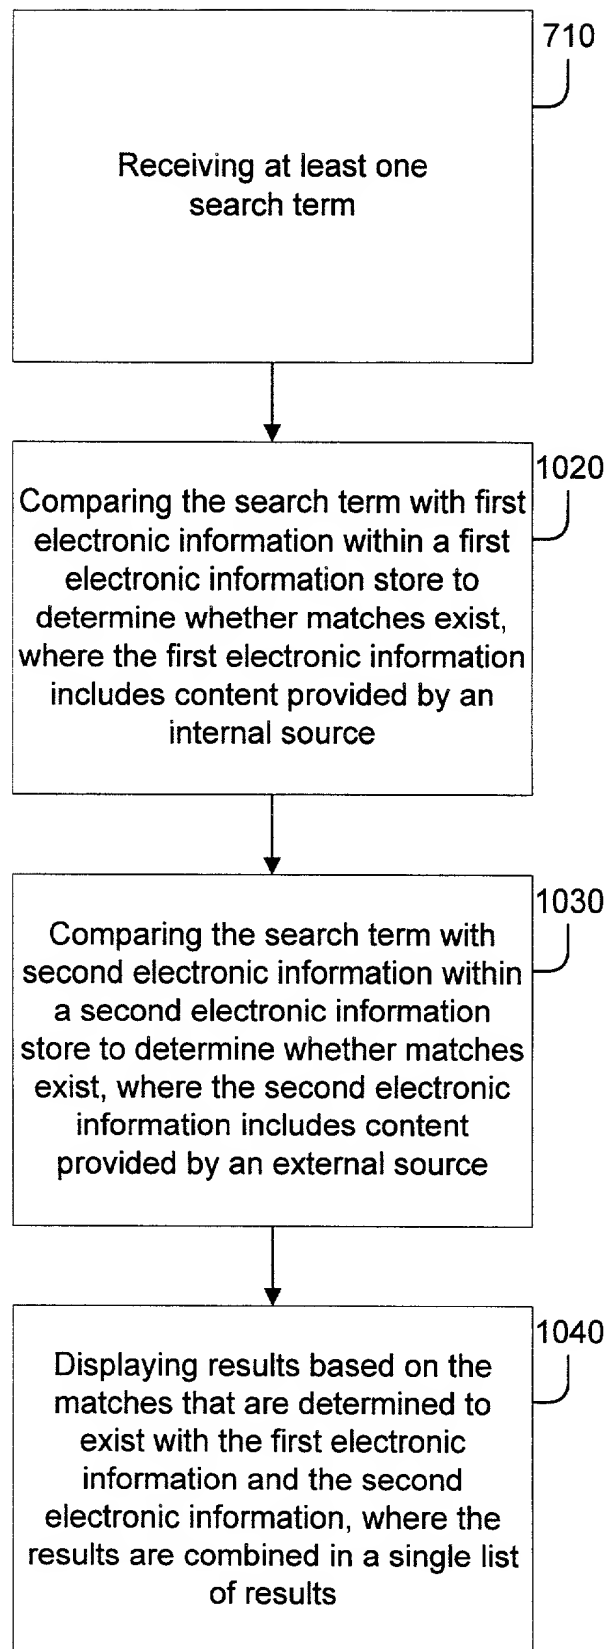 710
Receiving at least one
search term
1020
Comparing the search term with first
electronic information within a first
electronic information store to
determine whether matches exist,
where the first electronic information
includes content provided by an
internal source
1030
Comparing the search term with
second electronic information within
a second electronic information
store to determine whether matches
exist, where the second electronic
information includes content
provided by an external source
1040
Displaying results based on the
matches that are determined to
exist with the first electronic
information and the second
electronic information, where the
results are combined in a single list
of results